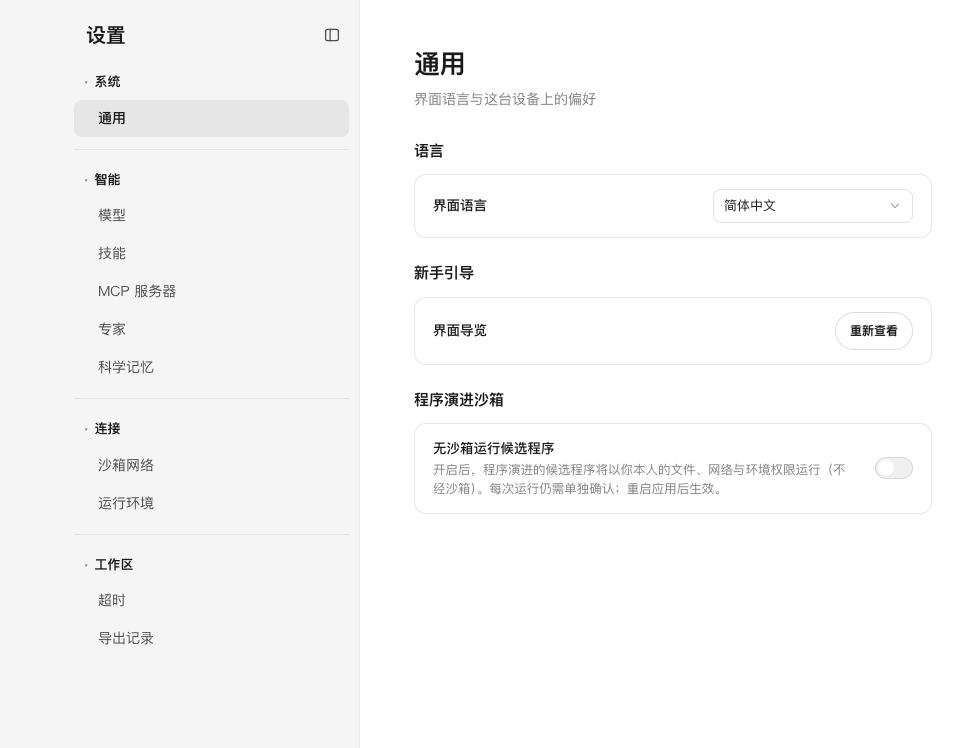 设置
系统
通用
智能
模型
技能
MCP 服务器
专家
科学记忆
连接
沙箱网络
运行环境
工作区
超时
导出记录
通用
界面语言与这台设备上的偏好
语言
界面语言
简体中文
新手引导
界面导览
重新查看
程序演进沙箱
无沙箱运行候选程序
开启后，程序演进的候选程序将以你本人的文件、网络与环境权限运行（不
经沙箱）。每次运行仍需单独确认；重启应用后生效。